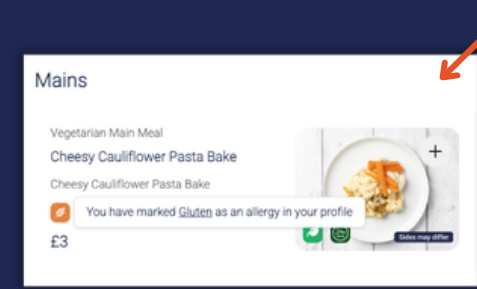 Mains
Vegetarian Main Meal
Cheesy Cauliflower Pasta Bake
Cheesy Cauliflower Pasta Bake
You have marked Gluten as an allergy in your profile
£3
Sides may differ